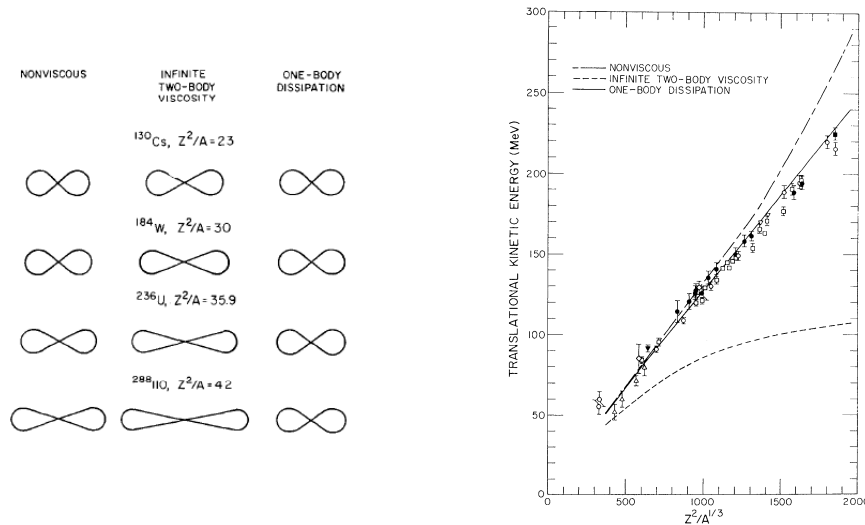 NONVISCOUS
INFINITE
TWO-BODY
VISCOSITY
ONE-BODY
DISSIPATION
¹³⁰Cs, Z²/A=23
¹⁸⁴W, Z²/A=30
²³⁶U, Z²/A=35.9
²⁸⁸110, Z²/A=42
300
250
200
150
100
50
0
TRANSLATIONAL KINETIC ENERGY (MeV)
NONVISCOUS
INFINITE TWO-BODY VISCOSITY
ONE-BODY DISSIPATION
0
500
1000
1500
2000
Z²/A¹/³